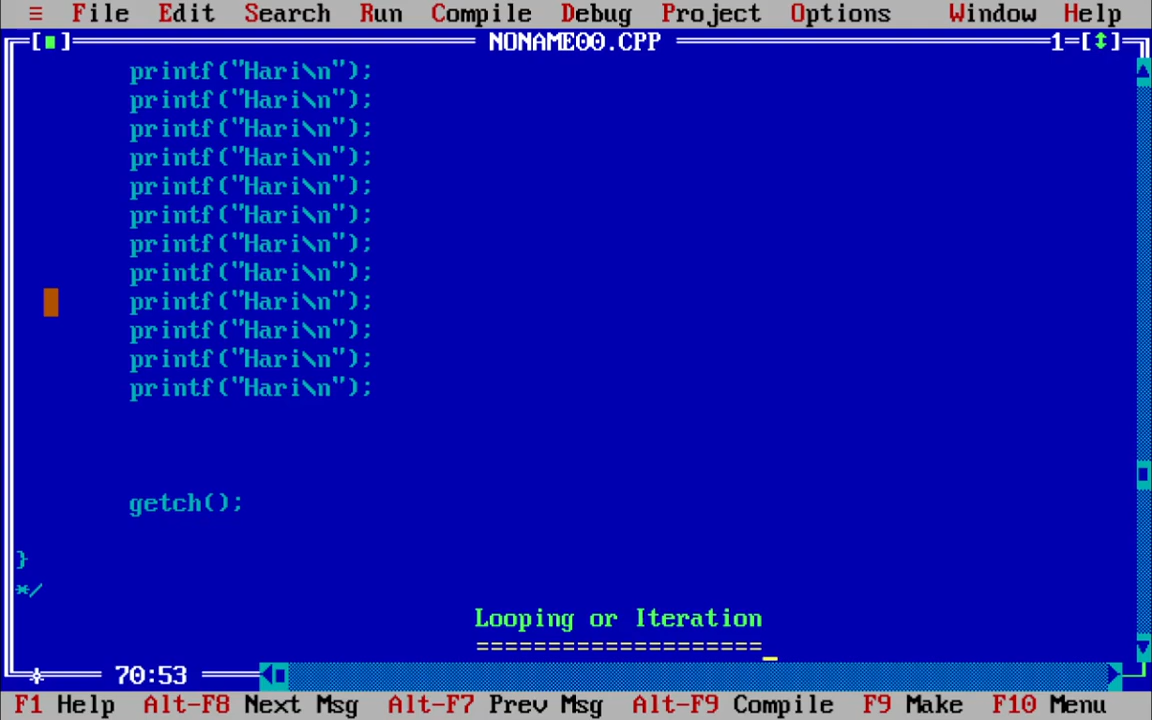 ≡ File Edit Search Run Compile Debug Project Options Window Help
[■] NONAME00.CPP 1=[↕]
printf("Hari\n");
printf("Hari\n");
printf("Hari\n");
printf("Hari\n");
printf("Hari\n");
printf("Hari\n");
printf("Hari\n");
printf("Hari\n");
printf("Hari\n");
printf("Hari\n");
printf("Hari\n");
printf("Hari\n");
getch();
}
*/
Looping or Iteration
====================_
70:53
F1 Help Alt-F8 Next Msg Alt-F7 Prev Msg Alt-F9 Compile F9 Make F10 Menu